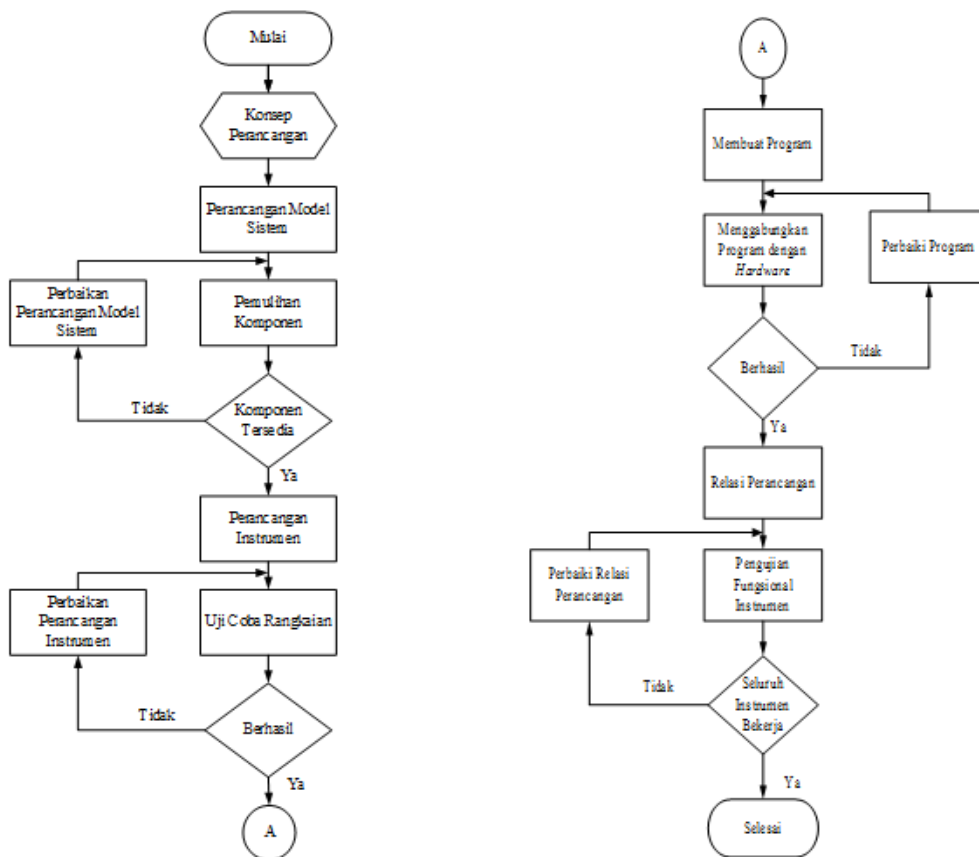 Mulai
Konsep
Perancangan
Perancangan Model
Sistem
Perbaikan
Perancangan Model
Sistem
Pemulihan
Komponen
Tidak
Komponen
Tersedia
Ya
Perancangan
Instrumen
Perbaikan
Perancangan
Instrumen
Uji Coba Rangkaian
Tidak
Berhasil
Ya
A
A
Membuat Program
Menggabungkan
Program dengan
Hardware
Perbaiki Program
Berhasil
Tidak
Ya
Relasi Perancangan
Perbaiki Relasi
Perancangan
Pengujian
Fungsional
Instrumen
Tidak
Seluruh
Instrumen
Bekerja
Ya
Selesai